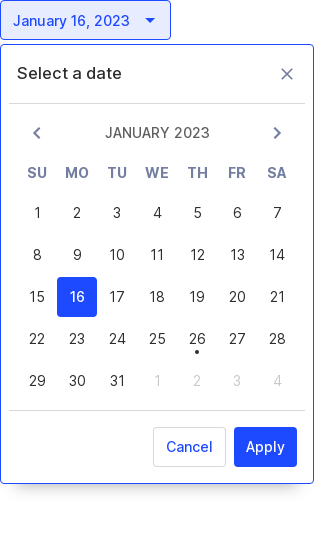 January 16, 2023
Select a date
JANUARY 2023
SU MO TU WE TH FR SA
1 2 3 4 5 6 7
8 9 10 11 12 13 14
15 16 17 18 19 20 21
22 23 24 25 26 27 28
29 30 31 1 2 3 4
Cancel Apply